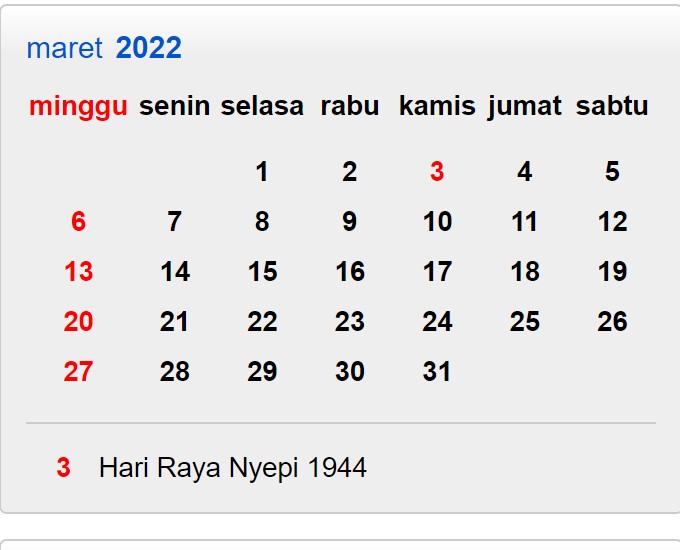 maret 2022
minggu senin selasa rabu kamis jumat sabtu
1 2 3 4 5
6 7 8 9 10 11 12
13 14 15 16 17 18 19
20 21 22 23 24 25 26
27 28 29 30 31
3 Hari Raya Nyepi 1944